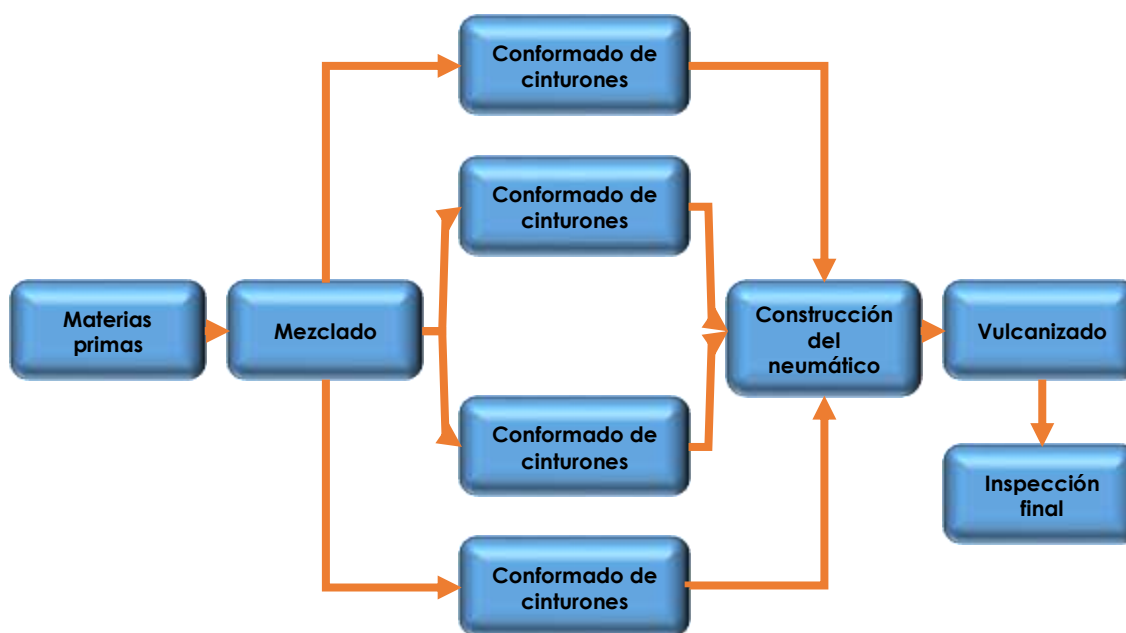 Conformado de
cinturones
Conformado de
cinturones
Materias
primas
Mezclado
Construcción
del
neumático
Vulcanizado
Conformado de
cinturones
Inspección
final
Conformado de
cinturones